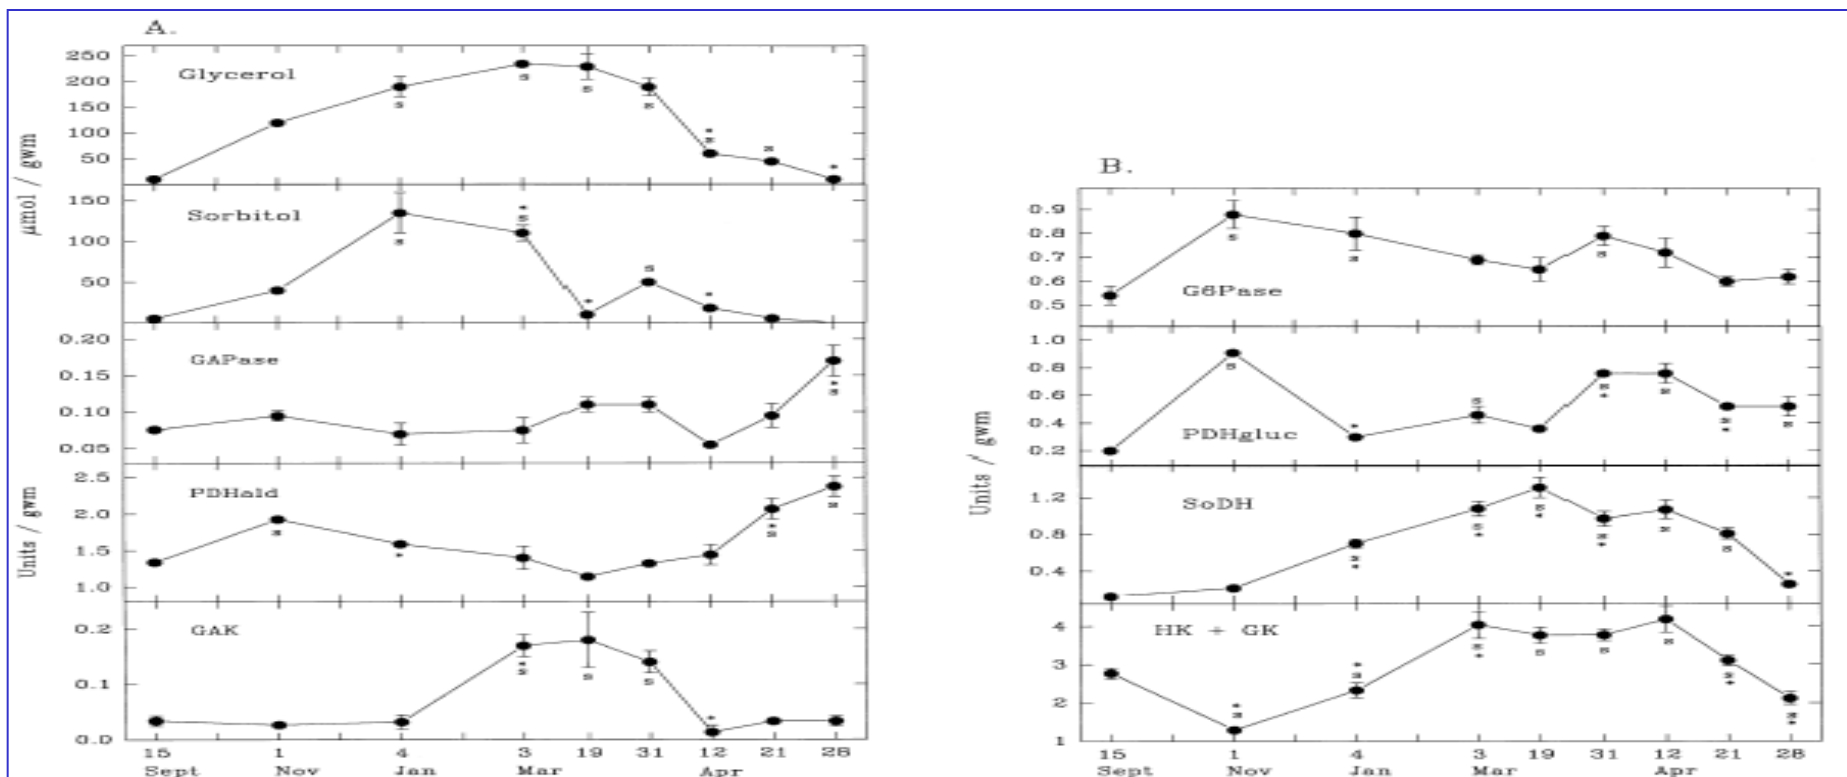 A.
250
200
150
100
50
Glycerol
μmol / gwm
150
100
50
Sorbitol
0.20
0.15
0.10
0.05
GAPase
2.5
2.0
1.5
1.0
PDHald
Units / gwm
0.2
0.1
0.0
GAK
15 1 4 3 19 31 12 21 28
Sept Nov Jan Mar Apr
B.
0.9
0.8
0.7
0.6
0.5
G6Pase
1.0
0.8
0.6
0.4
0.2
PDHgluc
Units / gwm
1.2
0.8
0.4
SoDH
4
3
2
1
HK + GK
15 1 4 3 19 31 12 21 28
Sept Nov Jan Mar Apr